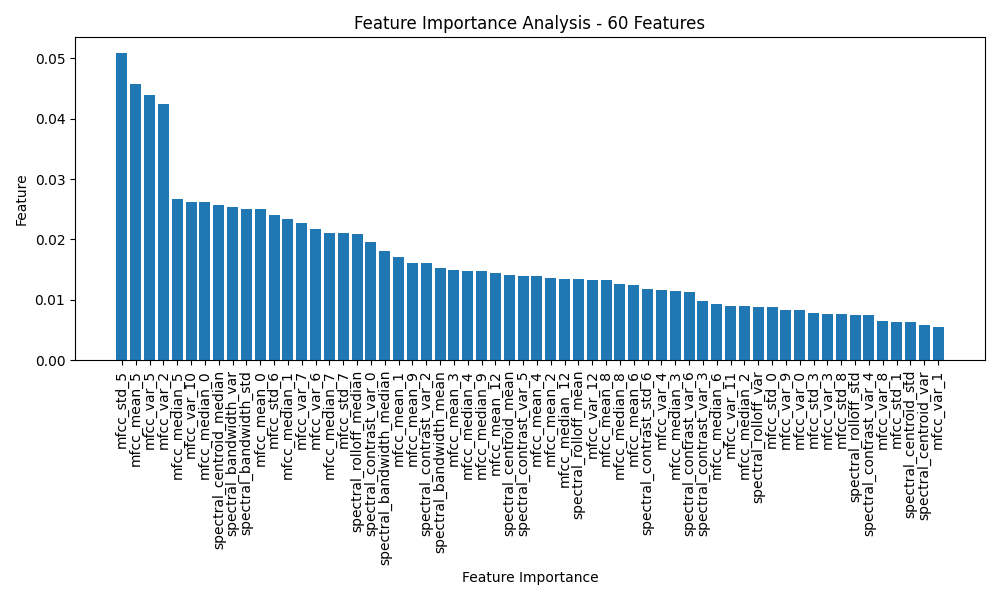 Feature Importance Analysis - 60 Features
Feature
0.05
0.04
0.03
0.02
0.01
0.00
mfcc_std_5
mfcc_mean_5
mfcc_var_5
mfcc_var_2
mfcc_median_5
mfcc_var_10
mfcc_median_0
spectral_centroid_median
spectral_bandwidth_var
spectral_bandwidth_std
mfcc_mean_0
mfcc_std_6
mfcc_median_1
mfcc_var_7
mfcc_var_6
mfcc_median_7
mfcc_std_7
spectral_rolloff_median
spectral_contrast_var_0
spectral_bandwidth_median
mfcc_mean_1
mfcc_mean_9
spectral_contrast_var_2
spectral_bandwidth_mean
mfcc_mean_3
mfcc_median_4
mfcc_median_9
mfcc_mean_12
spectral_centroid_mean
spectral_contrast_var_5
mfcc_mean_4
mfcc_mean_2
mfcc_median_12
spectral_rolloff_mean
mfcc_var_12
mfcc_mean_8
mfcc_median_8
mfcc_mean_6
spectral_contrast_std_6
mfcc_var_4
mfcc_median_3
spectral_contrast_var_6
spectral_contrast_var_3
mfcc_median_6
mfcc_var_11
mfcc_median_2
spectral_rolloff_var
mfcc_std_0
mfcc_var_9
mfcc_var_0
mfcc_std_3
mfcc_var_3
mfcc_std_8
spectral_rolloff_std
spectral_contrast_var_4
mfcc_var_8
mfcc_std_1
spectral_centroid_std
spectral_centroid_var
mfcc_var_1
Feature Importance